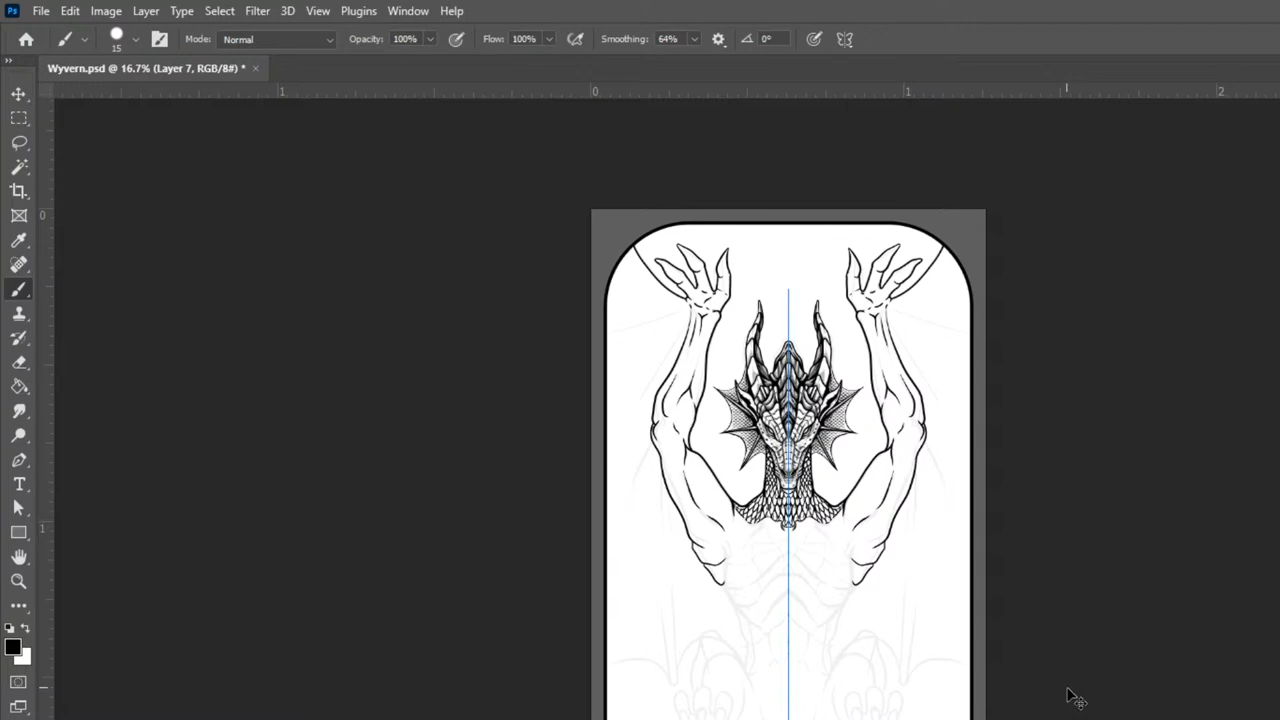 Ps File Edit Image Layer Type Select Filter 3D View Plugins Window Help
15 Mode: Normal Opacity: 100% Flow: 100% Smoothing: 64% 0°
Wyvern.psd @ 16.7% (Layer 7, RGB/8#) * ×
1 0 1 2
0
1